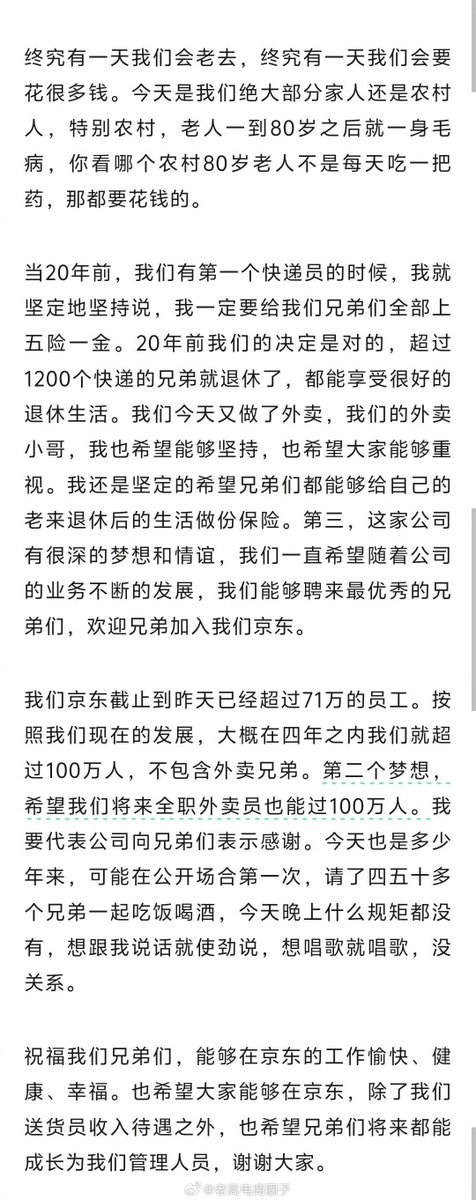 终究有一天我们会老去，终究有一天我们会要
花很多钱。今天是我们绝大部分家人还是农村
人，特别农村，老人一到80岁之后就一身毛
病，你看哪个农村80岁老人不是每天吃一把
药，那都要花钱的。
当20年前，我们有第一个快递员的时候，我就
坚定地坚持说，我一定要给我们兄弟们全部上
五险一金。20年前我们的决定是对的，超过
1200个快递的兄弟就退休了，都能享受很好的
退休生活。我们今天又做了外卖，我们的外卖
小哥，我也希望能够坚持，也希望大家能够重
视。我还是坚定的希望兄弟们都能够给自己的
老来退休后的生活做份保险。第三，这家公司
有很深的梦想和情谊，我们一直希望随着公司
的业务不断的发展，我们能够聘来最优秀的兄
弟们，欢迎兄弟加入我们京东。
我们京东截止到昨天已经超过71万的员工。按
照我们现在的发展，大概在四年之内我们就超
过100万人，不包含外卖兄弟。第二个梦想，
希望我们将来全职外卖员也能过100万人。我
要代表公司向兄弟们表示感谢。今天也是多少
年来，可能在公开场合第一次，请了四五十多
个兄弟一起吃饭喝酒，今天晚上什么规矩都没
有，想跟我说话就使劲说，想唱歌就唱歌，没
关系。
祝福我们兄弟们，能够在京东的工作愉快、健
康、幸福。也希望大家能够在京东，除了我们
送货员收入待遇之外，也希望兄弟们将来都能
成长为我们管理人员，谢谢大家。
@老高电商圈子